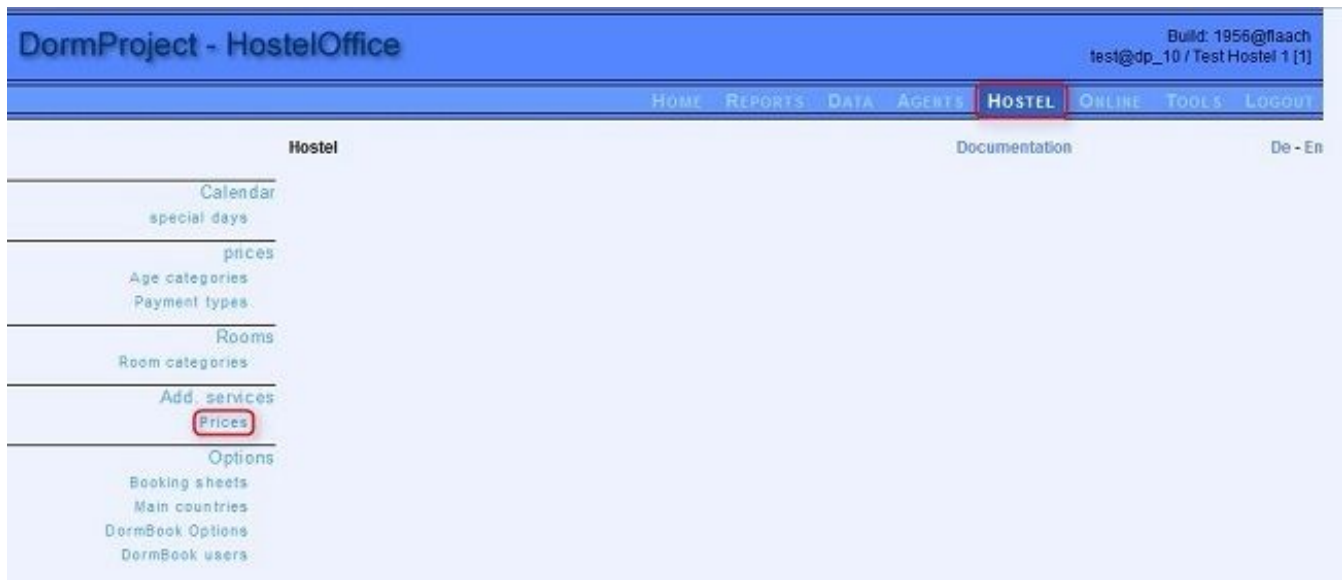 DormProject - HostelOffice
Build: 1956@flaach
test@dp_10 / Test Hostel 1 [1]
HOME REPORTS DATA AGENTS HOSTEL ONLINE TOOLS LOGOUT
Hostel Documentation De - En
Calendar
special days
prices
Age categories
Payment types
Rooms
Room categories
Add. services
Prices
Options
Booking sheets
Main countries
DormBook Options
DormBook users